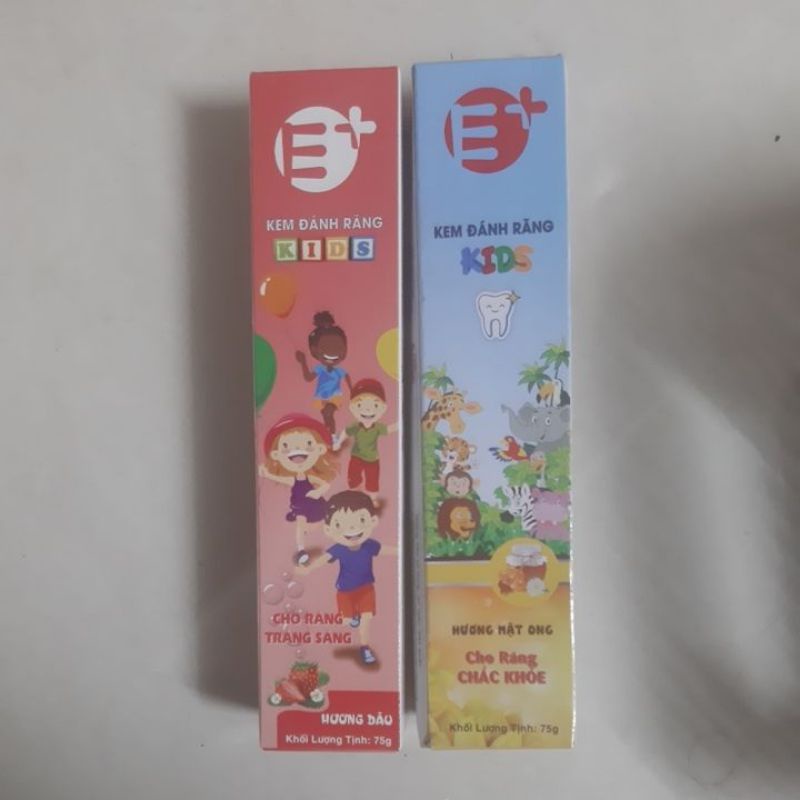 E+
KEM ĐÁNH RĂNG
KIDS
CHO RĂNG
TRẮNG SÁNG
HƯƠNG DÂU
Khối Lượng Tịnh: 75g
E+
KEM ĐÁNH RĂNG
KIDS
HƯƠNG MẬT ONG
Cho Răng
CHẮC KHỎE
Khối Lượng Tịnh: 75g